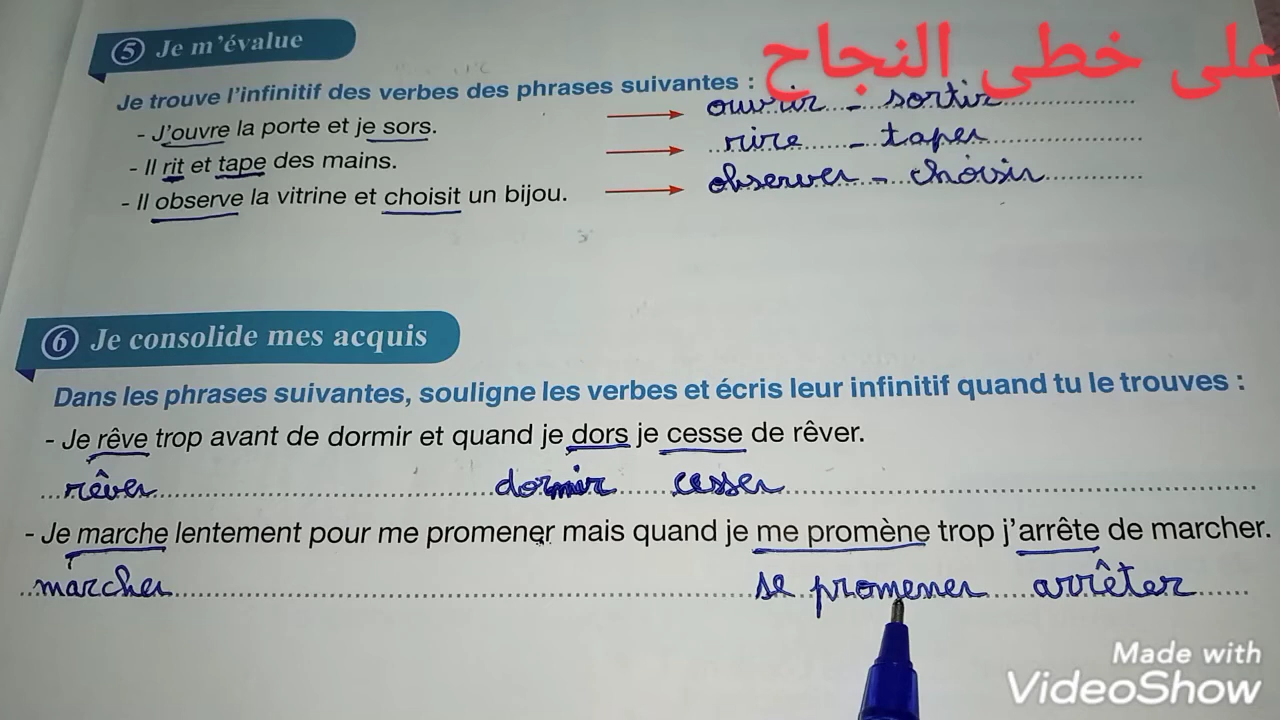 على خطى النجاح
5 Je m'évalue
Je trouve l'infinitif des verbes des phrases suivantes :
- J'ouvre la porte et je sors. ouvrir - sortir
- Il rit et tape des mains. rire - taper
- Il observe la vitrine et choisit un bijou. observer - choisir
6 Je consolide mes acquis
Dans les phrases suivantes, souligne les verbes et écris leur infinitif quand tu le trouves :
- Je rêve trop avant de dormir et quand je dors je cesse de rêver.
rêver dormir cesser
- Je marche lentement pour me promener mais quand je me promène trop j'arrête de marcher.
marcher se promener arrêter
Made with
VideoShow